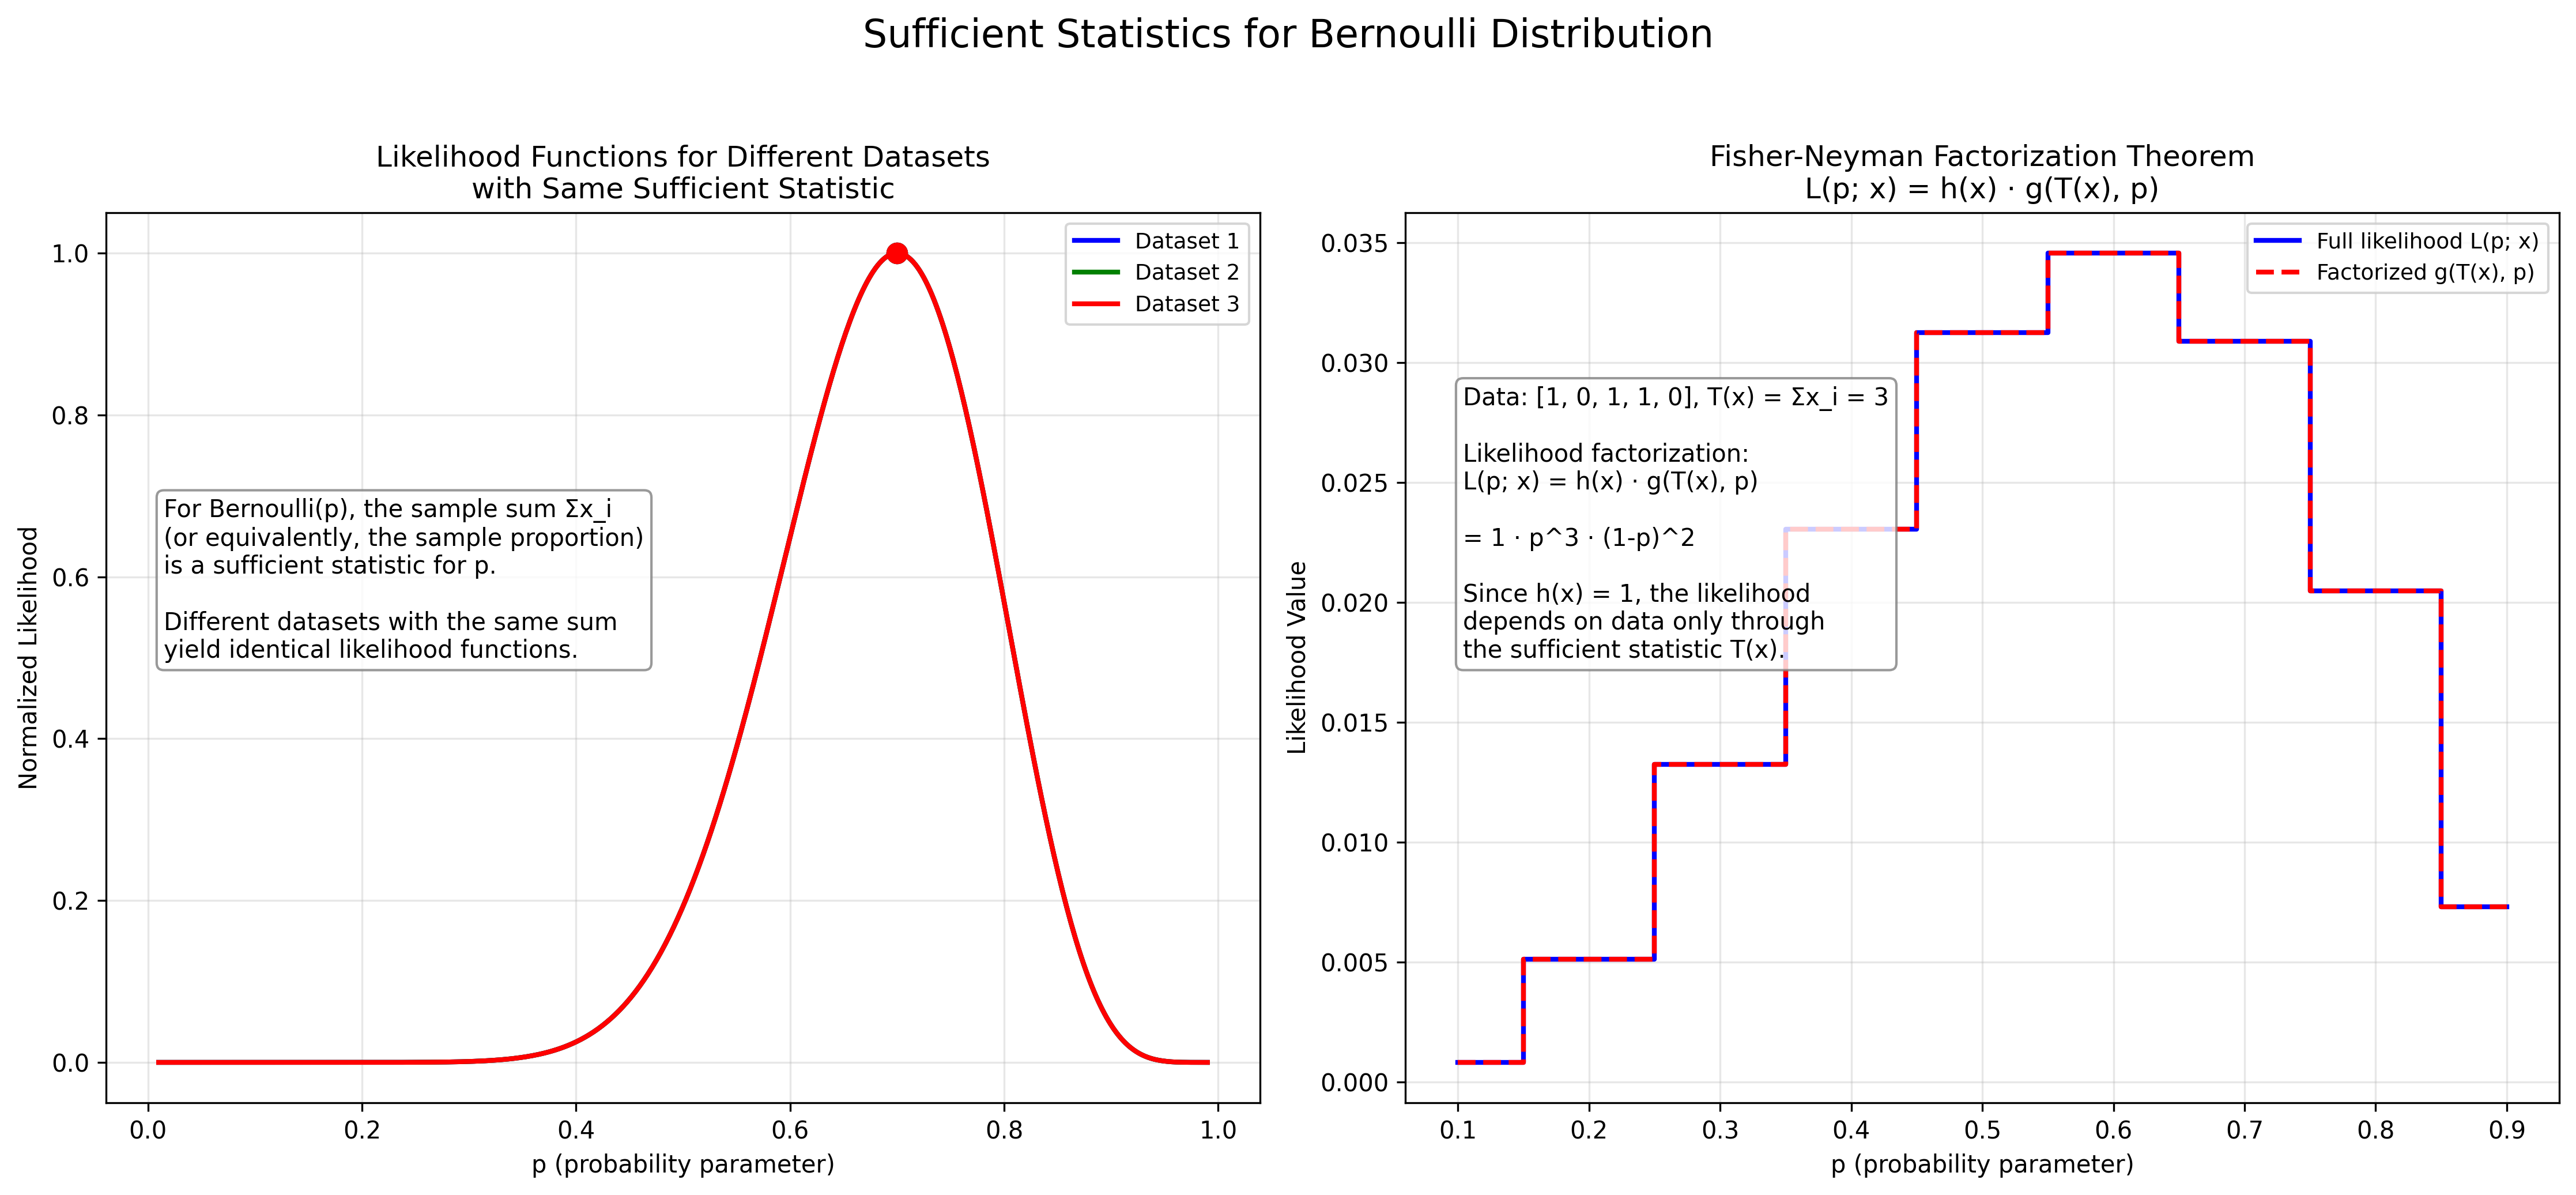 Sufficient Statistics for Bernoulli Distribution
Likelihood Functions for Different Datasets
with Same Sufficient Statistic
Normalized Likelihood
1.0
0.8
0.6
0.4
0.2
0.0
Dataset 1
Dataset 2
Dataset 3
For Bernoulli(p), the sample sum Σx_i
(or equivalently, the sample proportion)
is a sufficient statistic for p.
Different datasets with the same sum
yield identical likelihood functions.
0.0 0.2 0.4 0.6 0.8 1.0
p (probability parameter)
Fisher-Neyman Factorization Theorem
L(p; x) = h(x) · g(T(x), p)
Likelihood Value
0.035
0.030
0.025
0.020
0.015
0.010
0.005
0.000
Full likelihood L(p; x)
Factorized g(T(x), p)
Data: [1, 0, 1, 1, 0], T(x) = Σx_i = 3
Likelihood factorization:
L(p; x) = h(x) · g(T(x), p)
= 1 · p^3 · (1-p)^2
Since h(x) = 1, the likelihood
depends on data only through
the sufficient statistic T(x).
0.1 0.2 0.3 0.4 0.5 0.6 0.7 0.8 0.9
p (probability parameter)